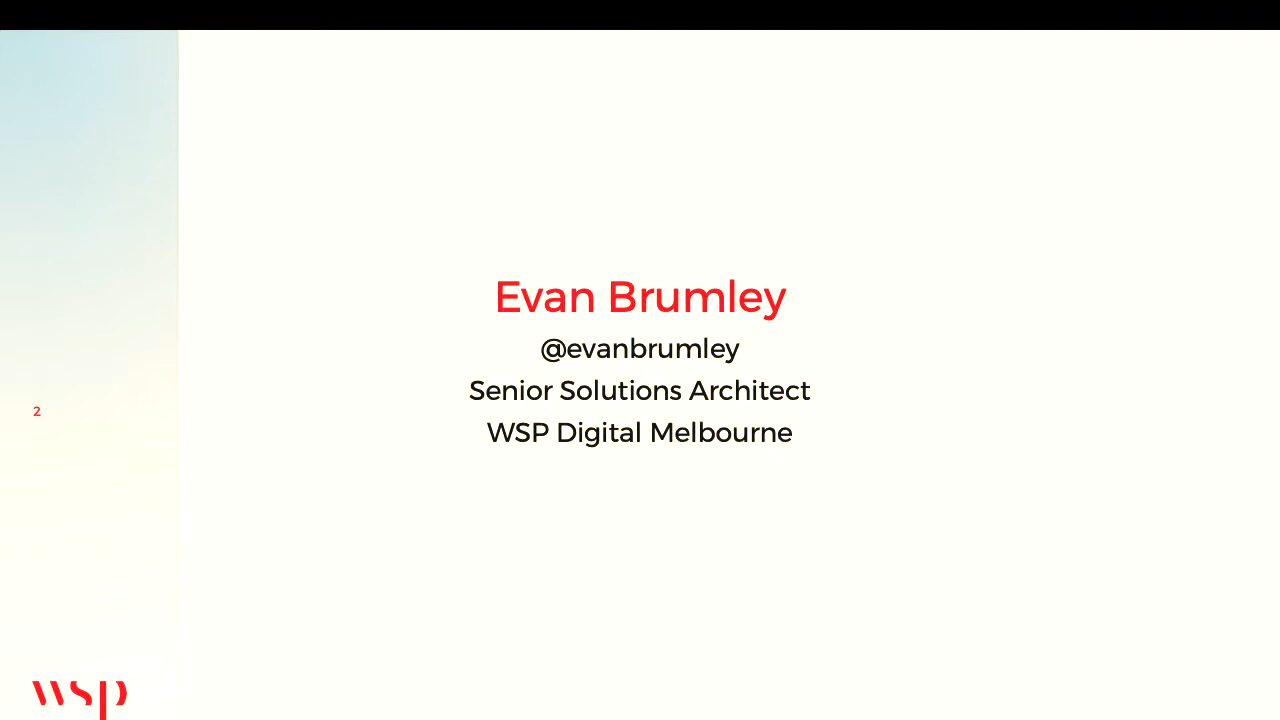 Evan Brumley
@evanbrumley
Senior Solutions Architect
WSP Digital Melbourne
2
wsp